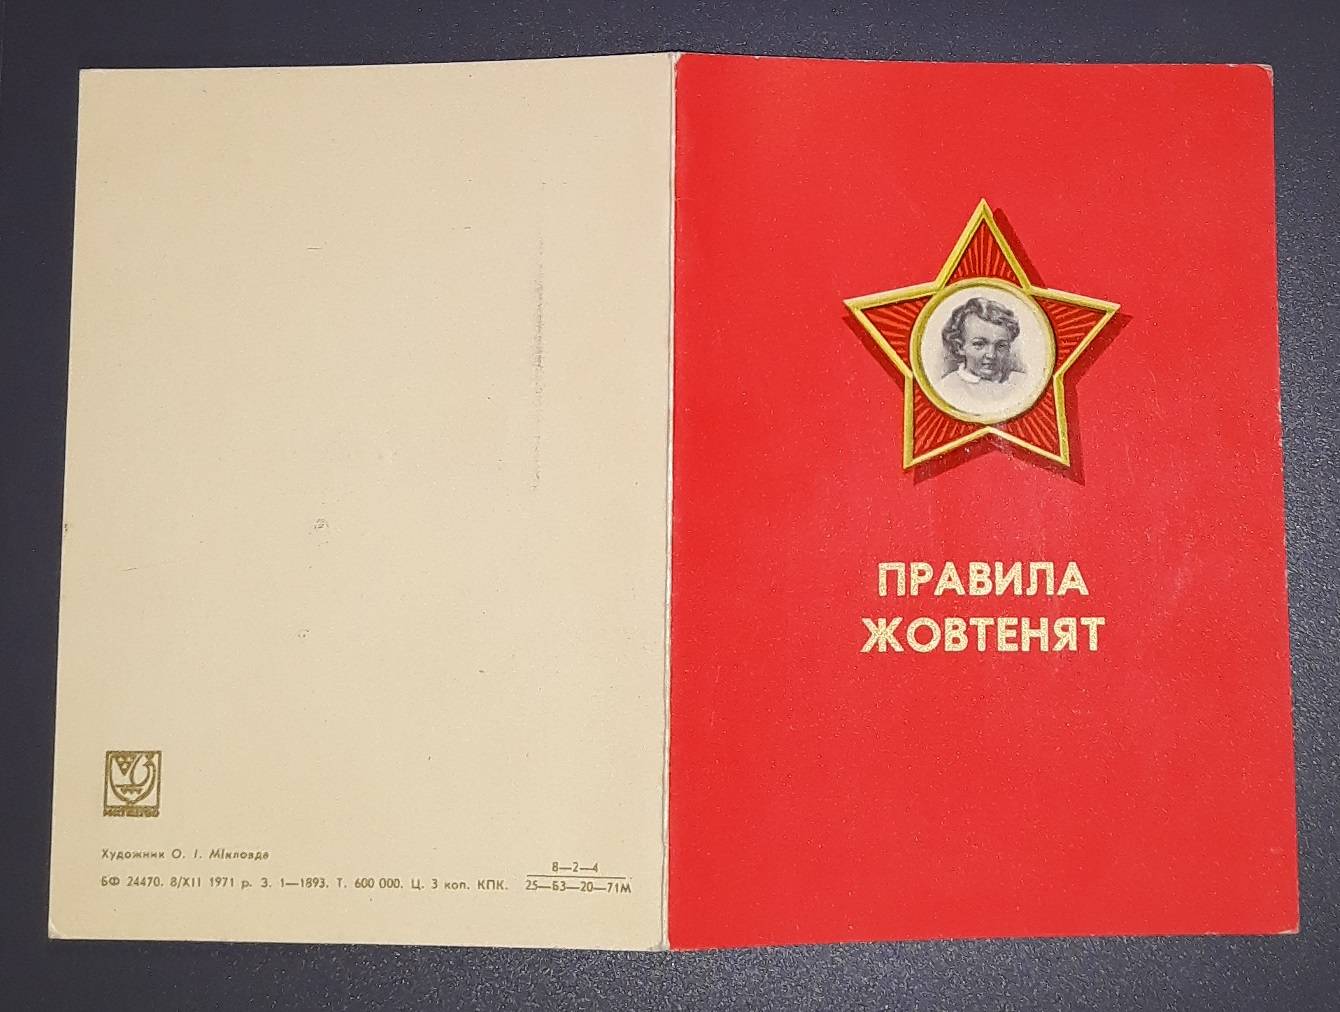 Художник О. І. Мікловда
БФ 24470. 8/XII 1971 р. З. 1—1893. Т. 600 000. Ц. 3 коп. КПК.
8—2—4
25—БЗ—20—71М
ПРАВИЛА
ЖОВТЕНЯТ